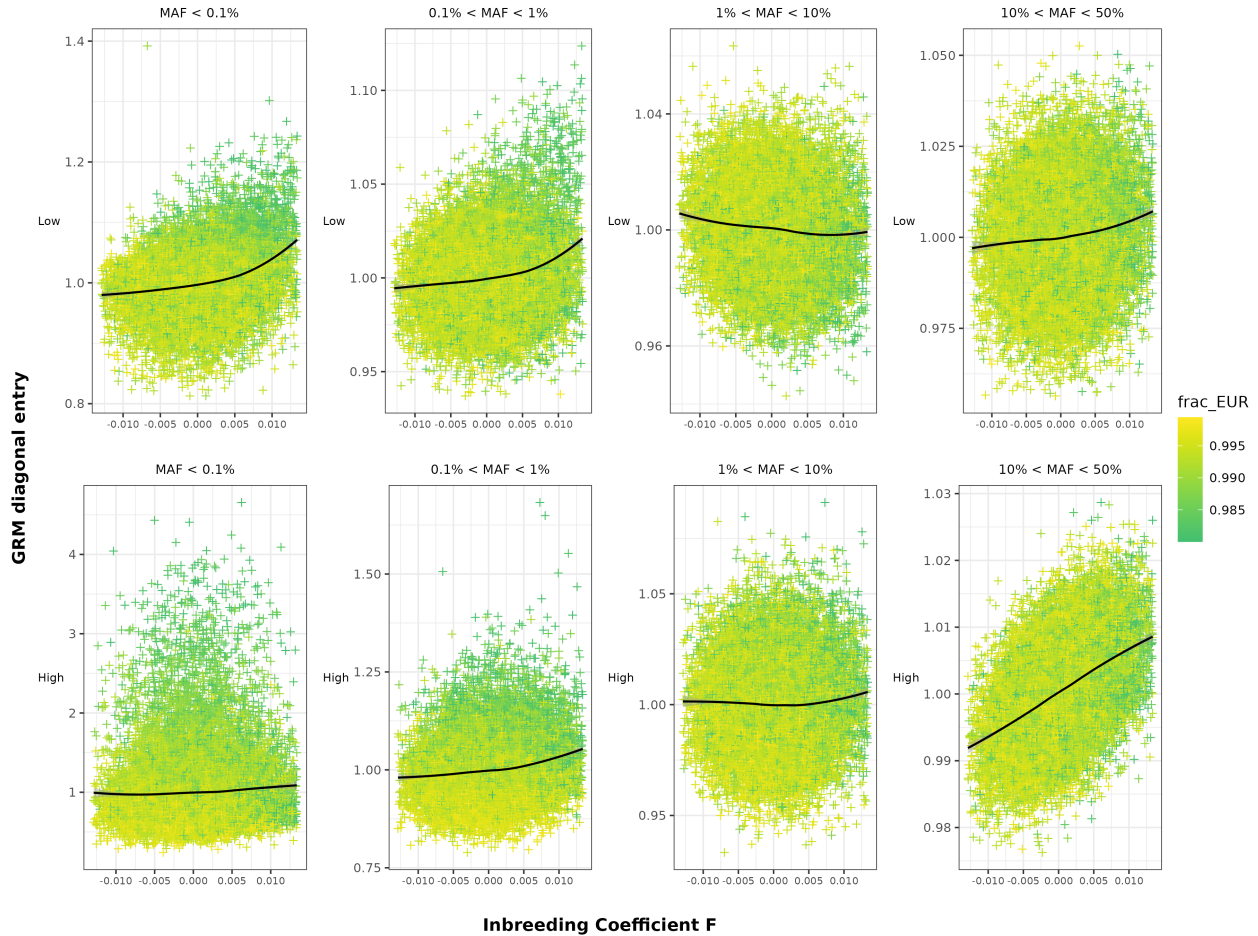 MAF < 0.1%
0.1% < MAF < 1%
1% < MAF < 10%
10% < MAF < 50%
1.4
1.2
1.0
0.8
Low
-0.010 -0.005 0.000 0.005 0.010
1.10
1.05
1.00
0.95
Low
-0.010 -0.005 0.000 0.005 0.010
1.04
1.00
0.96
Low
-0.010 -0.005 0.000 0.005 0.010
1.050
1.025
1.000
0.975
Low
-0.010 -0.005 0.000 0.005 0.010
GRM diagonal entry
frac_EUR
0.995
0.990
0.985
MAF < 0.1%
0.1% < MAF < 1%
1% < MAF < 10%
10% < MAF < 50%
4
3
2
1
High
-0.010 -0.005 0.000 0.005 0.010
1.50
1.25
1.00
0.75
High
-0.010 -0.005 0.000 0.005 0.010
1.05
1.00
0.95
High
-0.010 -0.005 0.000 0.005 0.010
1.03
1.02
1.01
1.00
0.99
0.98
High
-0.010 -0.005 0.000 0.005 0.010
Inbreeding Coefficient F